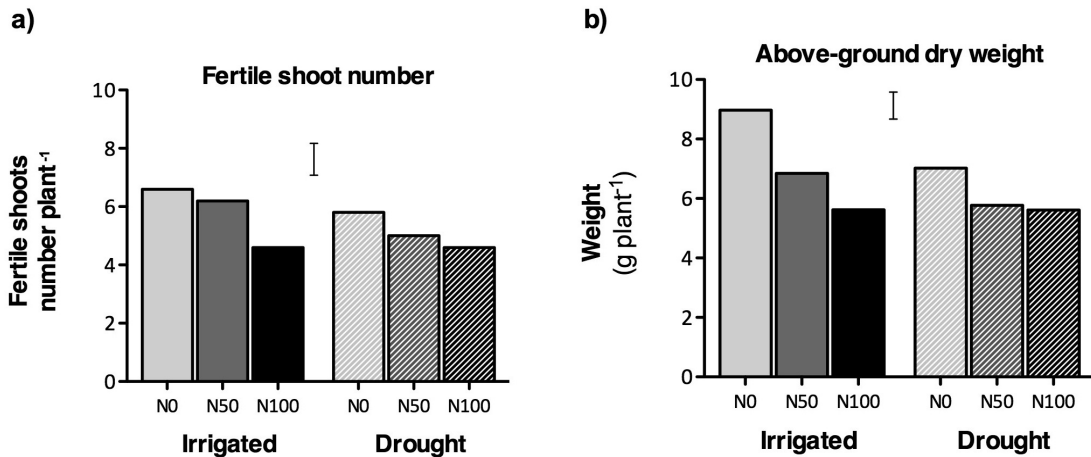 a)
Fertile shoot number
Fertile shoots
number plant⁻¹
10
8
6
4
2
0
N0 N50 N100 N0 N50 N100
Irrigated Drought
b)
Above-ground dry weight
Weight
(g plant⁻¹)
10
8
6
4
2
0
N0 N50 N100 N0 N50 N100
Irrigated Drought